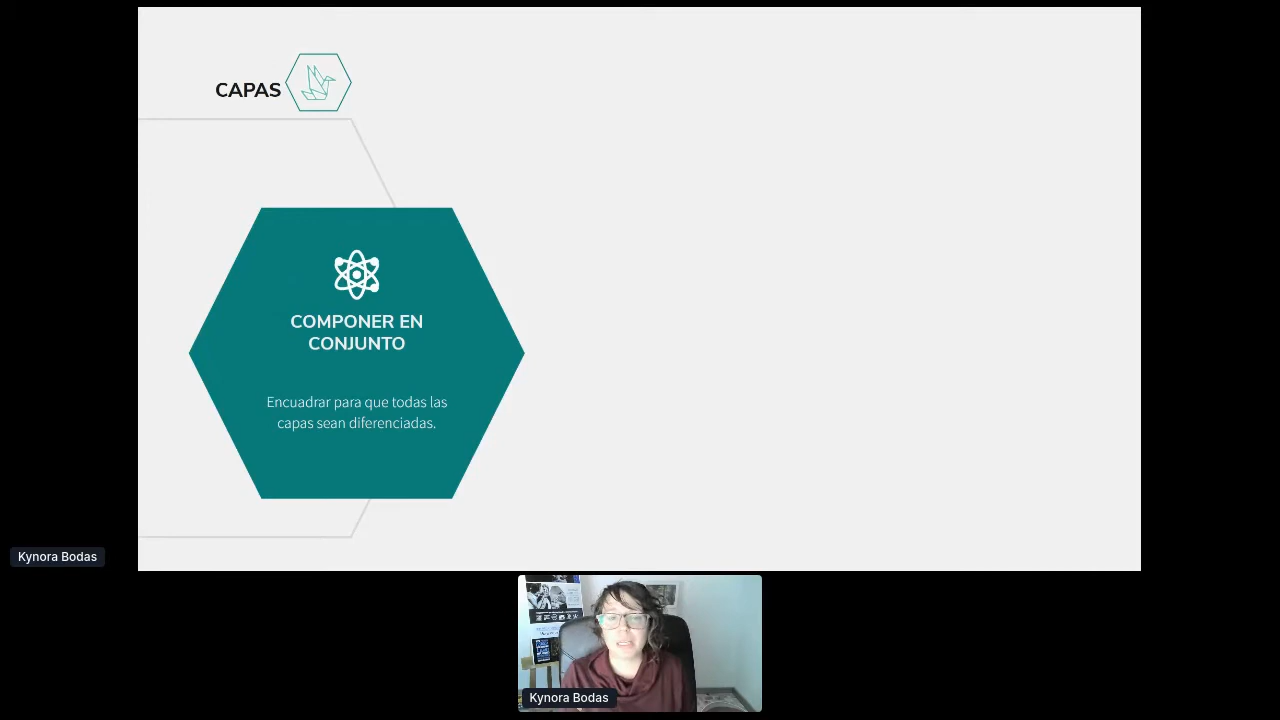 CAPAS
COMPONER EN
CONJUNTO
Encuadrar para que todas las
capas sean diferenciadas.
Kynora Bodas
Kynora Bodas